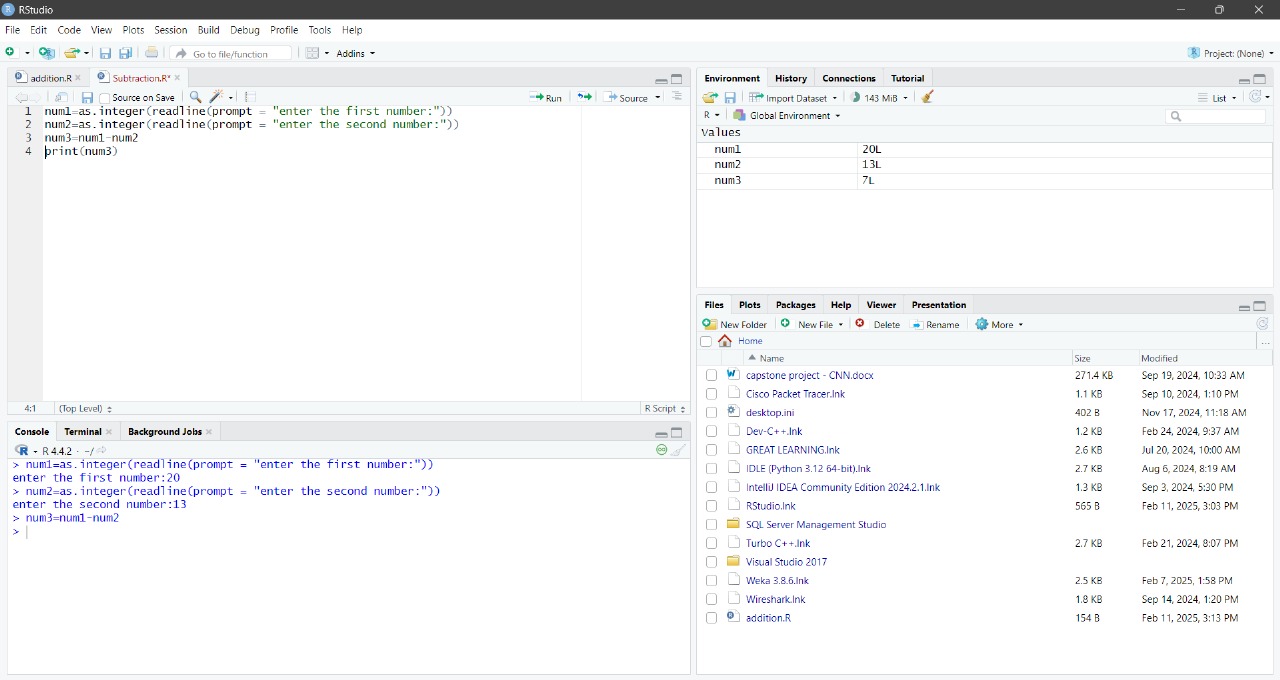 RStudio
File Edit Code View Plots Session Build Debug Profile Tools Help
Go to file/function Addins Project: (None)
addition.R Subtraction.R*
Source on Save Run Source
1 num1=as.integer(readline(prompt = "enter the first number:"))
2 num2=as.integer(readline(prompt = "enter the second number:"))
3 num3=num1-num2
4 print(num3)
4:1 (Top Level) R Script
Console Terminal Background Jobs
R 4.4.2 · ~/
> num1=as.integer(readline(prompt = "enter the first number:"))
enter the first number:20
> num2=as.integer(readline(prompt = "enter the second number:"))
enter the second number:13
> num3=num1-num2
>
Environment History Connections Tutorial
Import Dataset 143 MiB List
R Global Environment
Values
num1 20L
num2 13L
num3 7L
Files Plots Packages Help Viewer Presentation
New Folder New File Delete Rename More
Home ...
Name Size Modified
capstone project - CNN.docx 271.4 KB Sep 19, 2024, 10:33 AM
Cisco Packet Tracer.lnk 1.1 KB Sep 10, 2024, 1:10 PM
desktop.ini 402 B Nov 17, 2024, 11:18 AM
Dev-C++.lnk 1.2 KB Feb 24, 2024, 9:37 AM
GREAT LEARNING.lnk 2.6 KB Jul 20, 2024, 10:00 AM
IDLE (Python 3.12 64-bit).lnk 2.7 KB Aug 6, 2024, 8:19 AM
IntelliJ IDEA Community Edition 2024.2.1.lnk 1.3 KB Sep 3, 2024, 5:30 PM
RStudio.lnk 565 B Feb 11, 2025, 3:03 PM
SQL Server Management Studio
Turbo C++.lnk 2.7 KB Feb 21, 2024, 8:07 PM
Visual Studio 2017
Weka 3.8.6.lnk 2.5 KB Feb 7, 2025, 1:58 PM
Wireshark.lnk 1.8 KB Sep 14, 2024, 1:20 PM
addition.R 154 B Feb 11, 2025, 3:13 PM